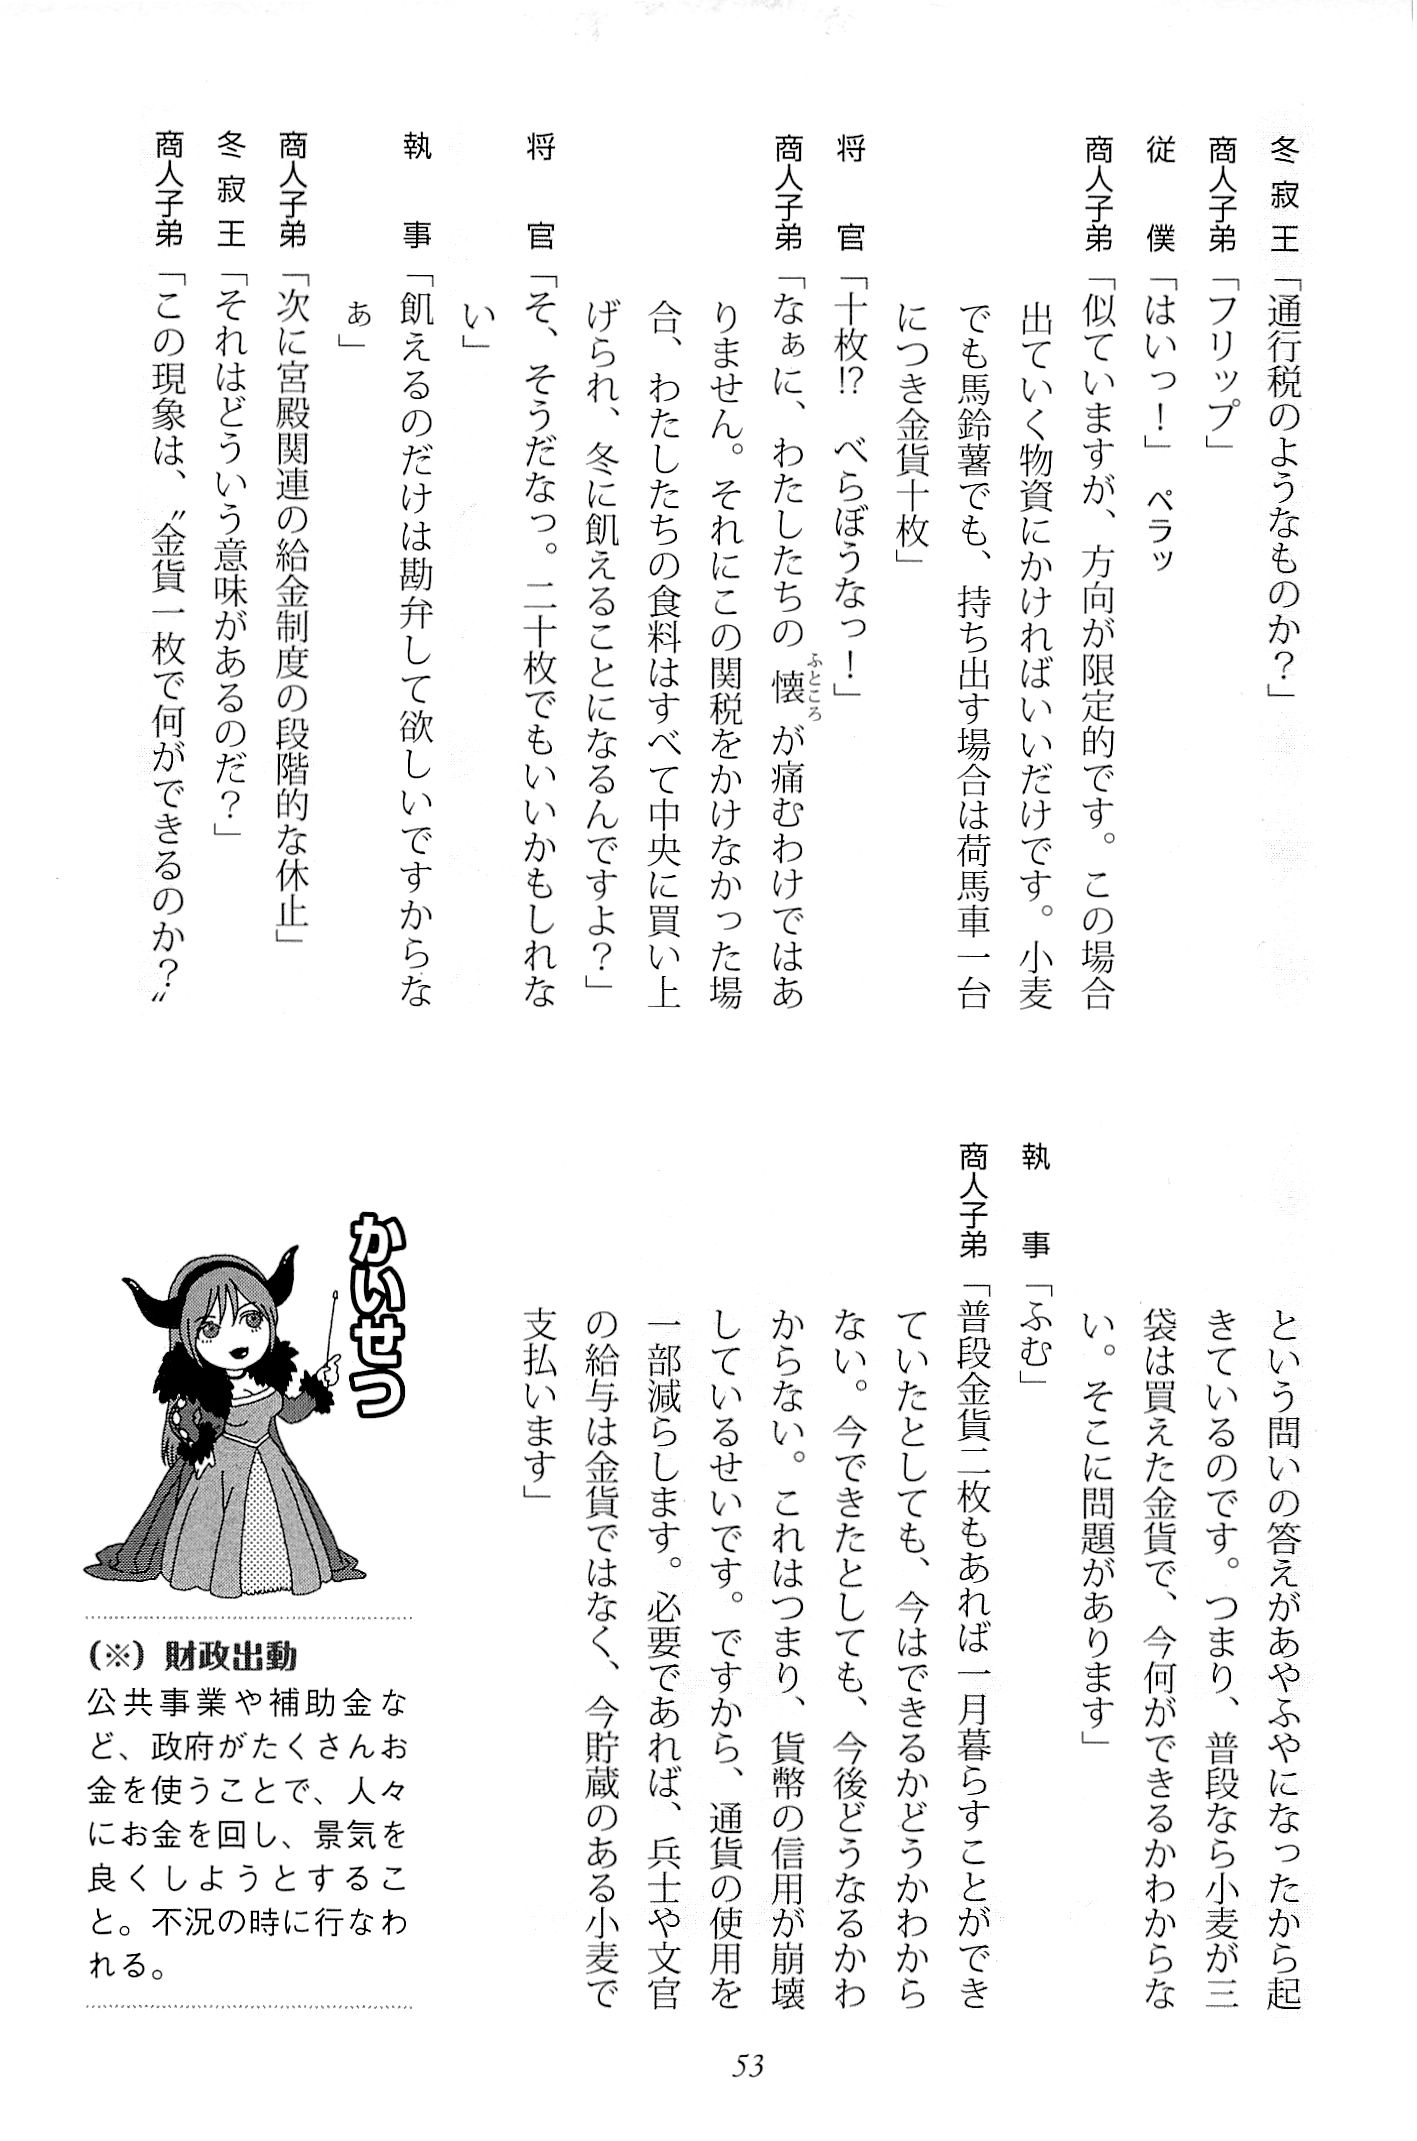 冬寂王「通行税のようなものか？」
商人子弟「フリップ」
従僕「はいっ！」 ペラッ
商人子弟「似ていますが、方向が限定的です。この場合
出ていく物資にかければいいだけです。小麦
でも馬鈴薯でも、持ち出す場合は荷馬車一台
につき金貨十枚」
将官「十枚!? べらぼうなっ！」
商人子弟「なぁに、わたしたちの懐が痛むわけではあ
ふところ
りません。それにこの関税をかけなかった場
合、わたしたちの食料はすべて中央に買い上
げられ、冬に飢えることになるんですよ？」
将官「そ、そうだなっ。二十枚でもいいかもしれな
い」
執事「飢えるのだけは勘弁して欲しいですからな
ぁ」
商人子弟「次に宮殿関連の給金制度の段階的な休止」
冬寂王「それはどういう意味があるのだ？」
商人子弟「この現象は、〝金貨一枚で何ができるのか？〟
という問いの答えがあやふやになったから起
きているのです。つまり、普段なら小麦が三
袋は買えた金貨で、今何ができるかわからな
い。そこに問題があります」
執事「ふむ」
商人子弟「普段金貨二枚もあれば一月暮らすことができ
ていたとしても、今はできるかどうかわから
ない。今できたとしても、今後どうなるかわ
からない。これはつまり、貨幣の信用が崩壊
しているせいです。ですから、通貨の使用を
一部減らします。必要であれば、兵士や文官
の給与は金貨ではなく、今貯蔵のある小麦で
支払います」
かいせつ
（※）財政出動
公共事業や補助金な
ど、政府がたくさんお
金を使うことで、人々
にお金を回し、景気を
良くしようとするこ
と。不況の時に行なわ
れる。
53